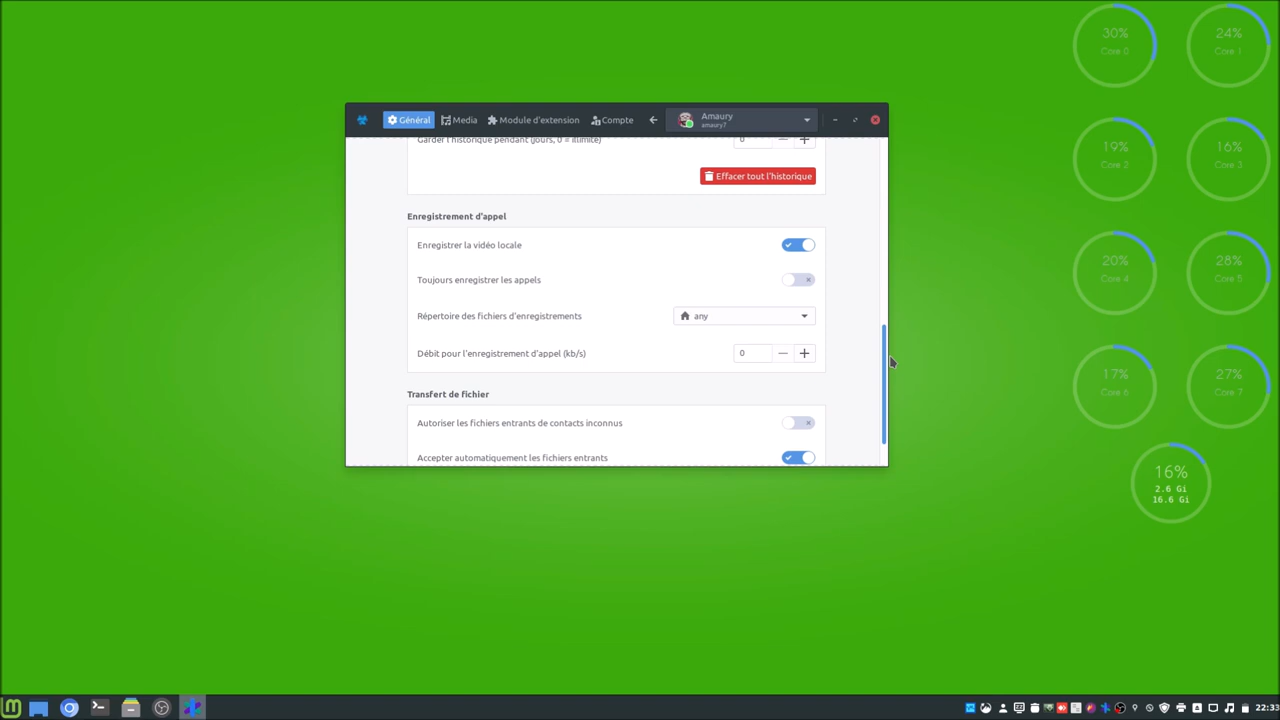 Général Media Module d'extension Compte Amaury
amaury7
Garder l'historique pendant (jours, 0 = illimité) 0
Effacer tout l'historique
Enregistrement d'appel
Enregistrer la vidéo locale
Toujours enregistrer les appels
Répertoire des fichiers d'enregistrements any
Débit pour l'enregistrement d'appel (kb/s) 0
Transfert de fichier
Autoriser les fichiers entrants de contacts inconnus
Accepter automatiquement les fichiers entrants
30%
Core 0
24%
Core 1
19%
Core 2
16%
Core 3
20%
Core 4
28%
Core 5
17%
Core 6
27%
Core 7
16%
2.6 Gi
16.6 Gi
22:33